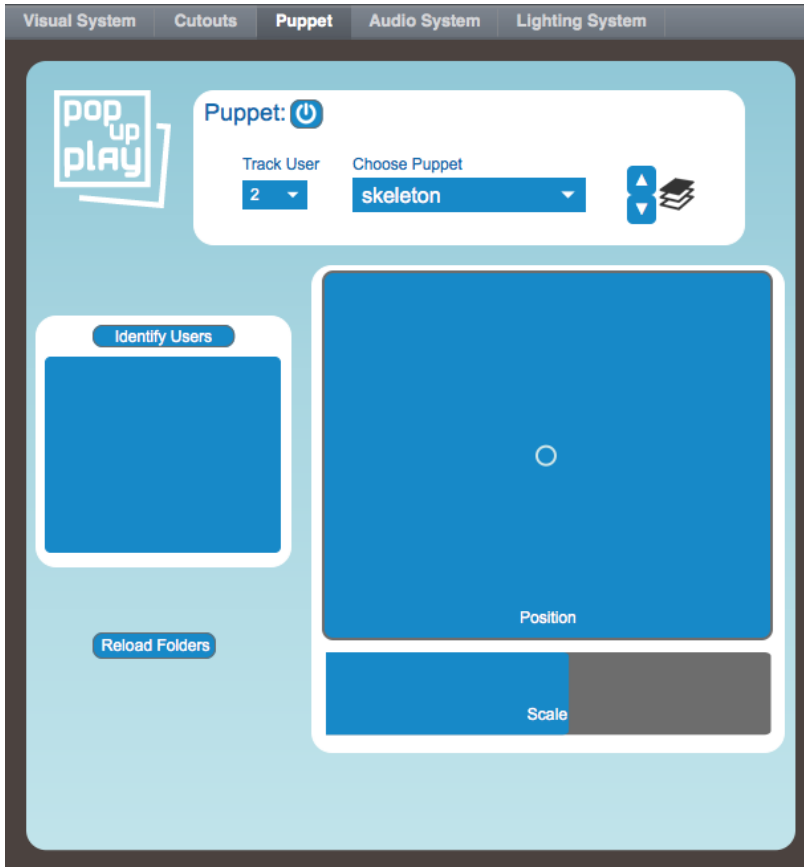 Visual System Cutouts Puppet Audio System Lighting System
pop
up
play
Puppet:
Track User Choose Puppet
2 skeleton
Identify Users
Position
Reload Folders
Scale